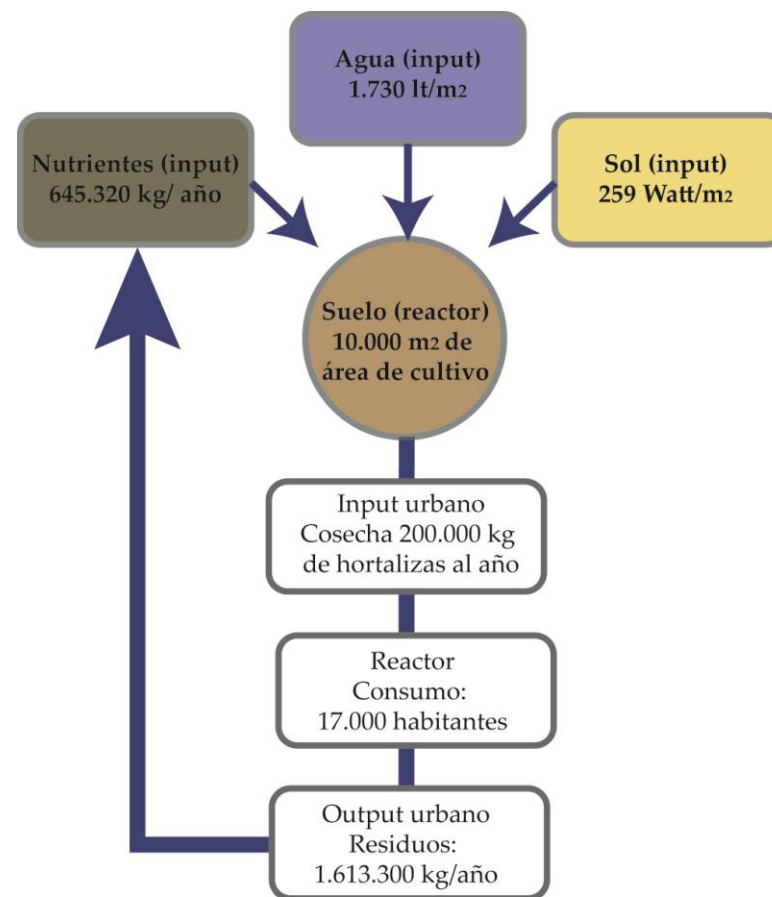 Agua (input)
1.730 lt/m2
Nutrientes (input)
645.320 kg/ año
Sol (input)
259 Watt/m2
Suelo (reactor)
10.000 m2 de
área de cultivo
Input urbano
Cosecha 200.000 kg
de hortalizas al año
Reactor
Consumo:
17.000 habitantes
Output urbano
Residuos:
1.613.300 kg/año